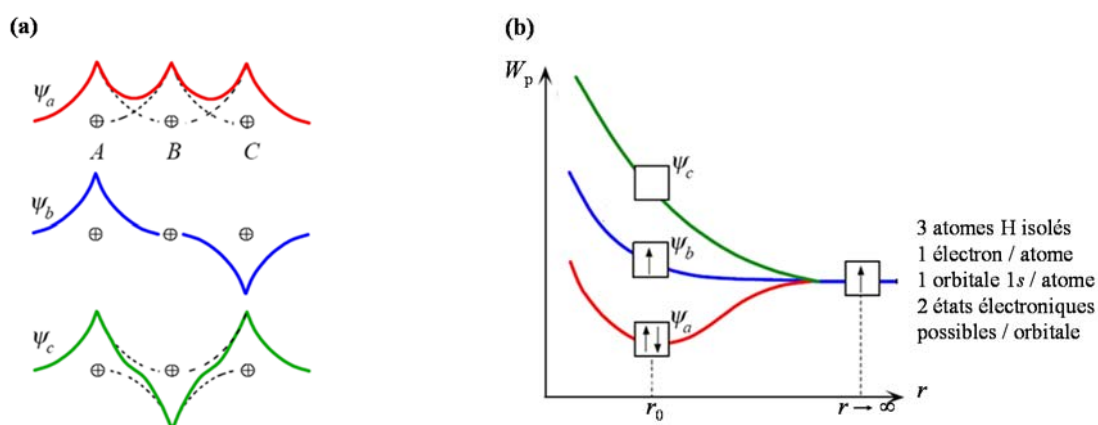 (a)
ψa
A B C
ψb
ψc
(b)
Wp
ψc
ψb
ψa
r0
r → ∞
r
3 atomes H isolés
1 électron / atome
1 orbitale 1s / atome
2 états électroniques
possibles / orbitale